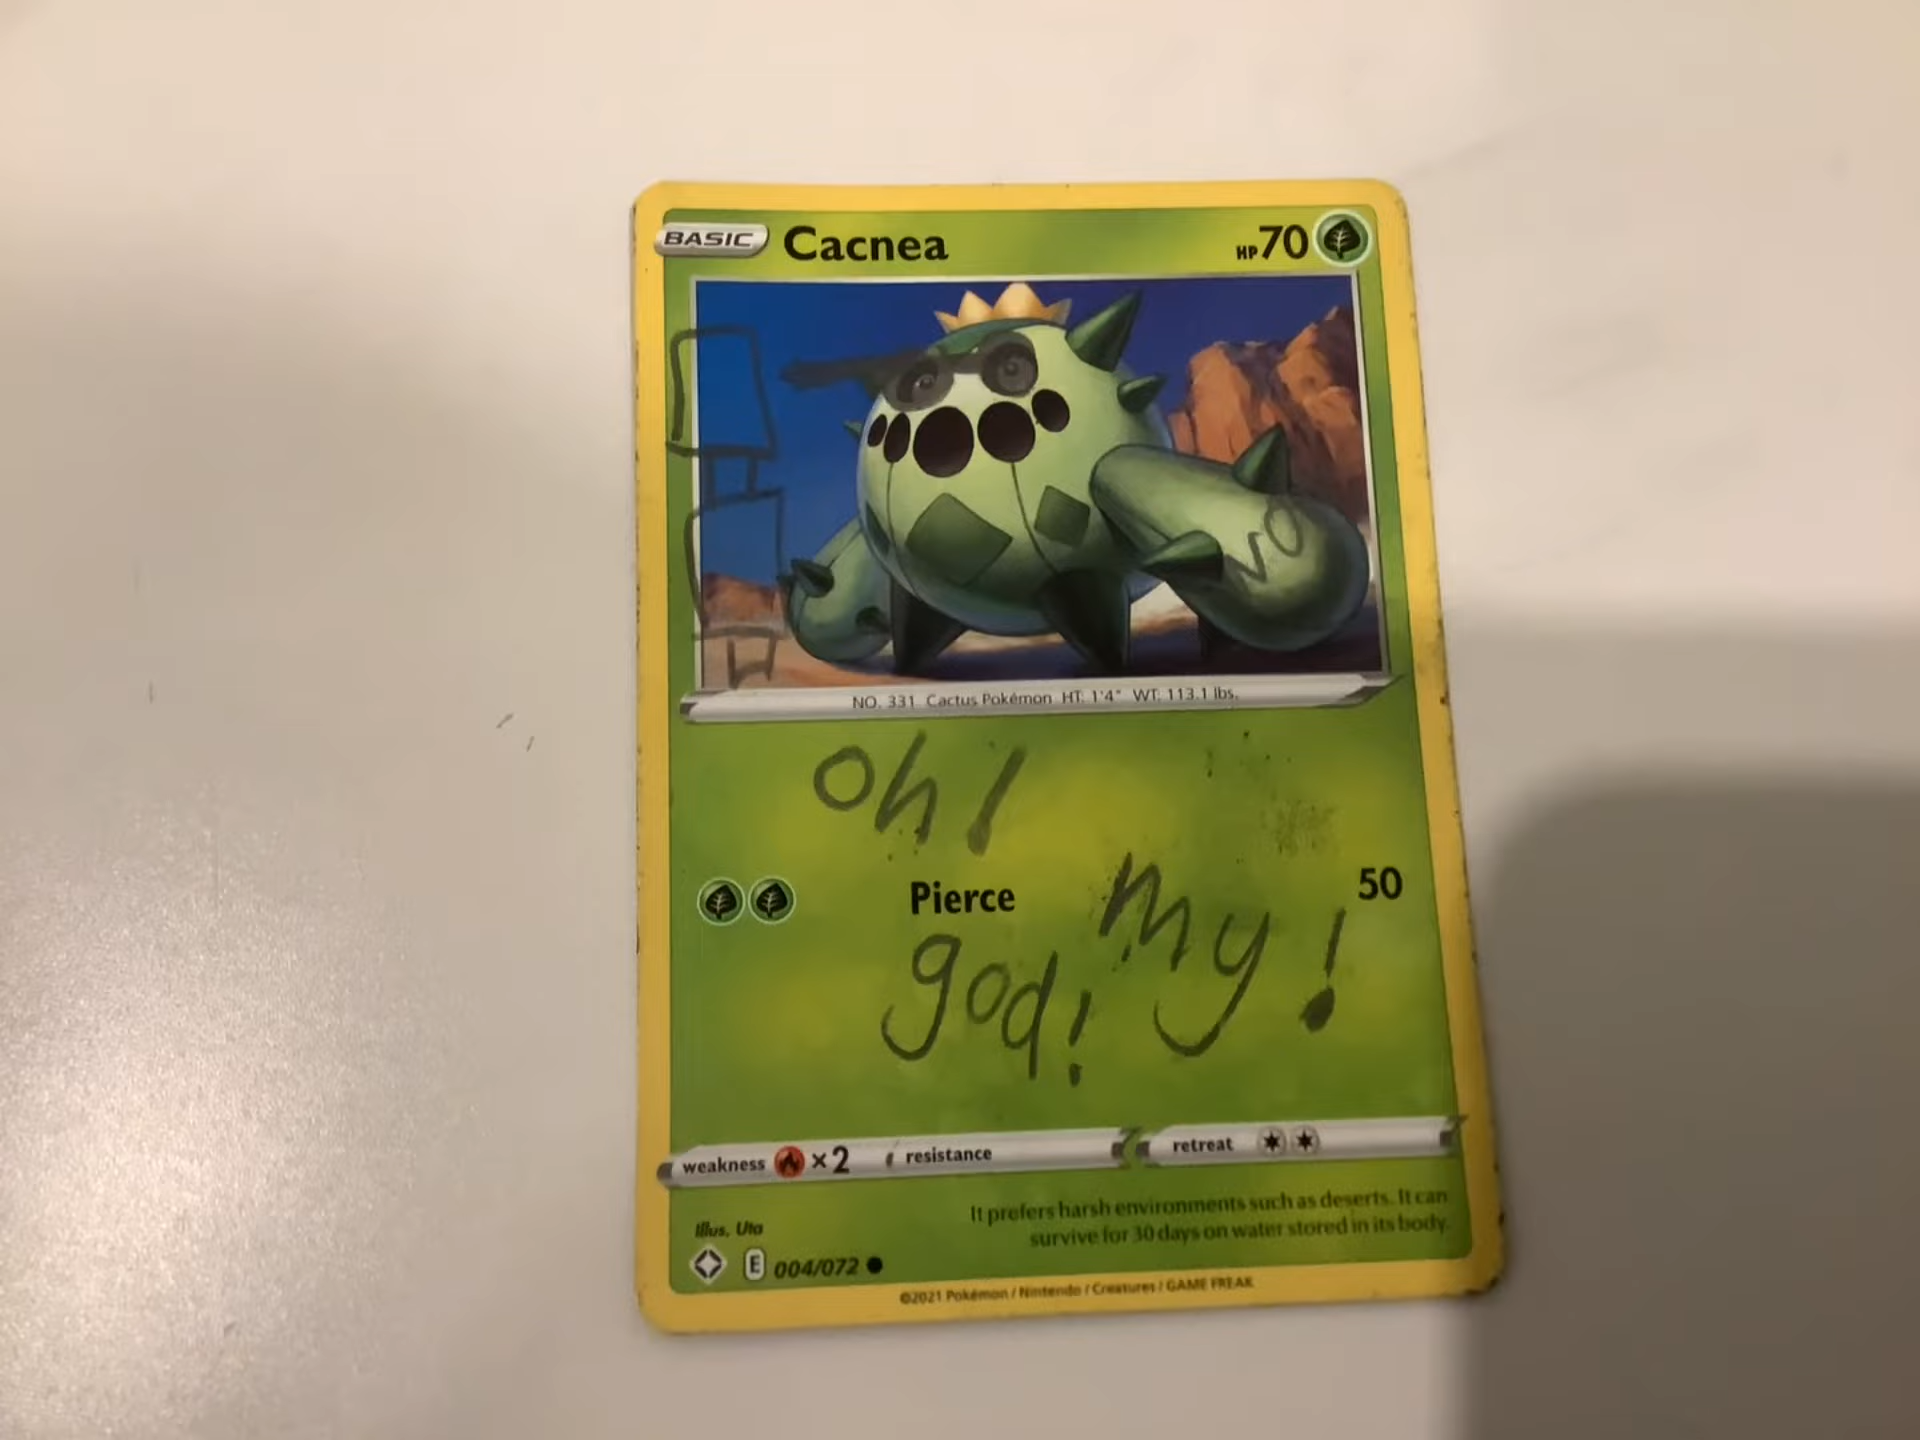 BASIC Cacnea HP70
NO
NO. 331 Cactus Pokémon HT: 1'4" WT: 113.1 lbs.
oh!
Pierce 50
my!
god!
weakness ×2 resistance retreat
It prefers harsh environments such as deserts. It can
survive for 30 days on water stored in its body.
Illus. Uta
E 004/072
©2021 Pokémon / Nintendo / Creatures / GAME FREAK